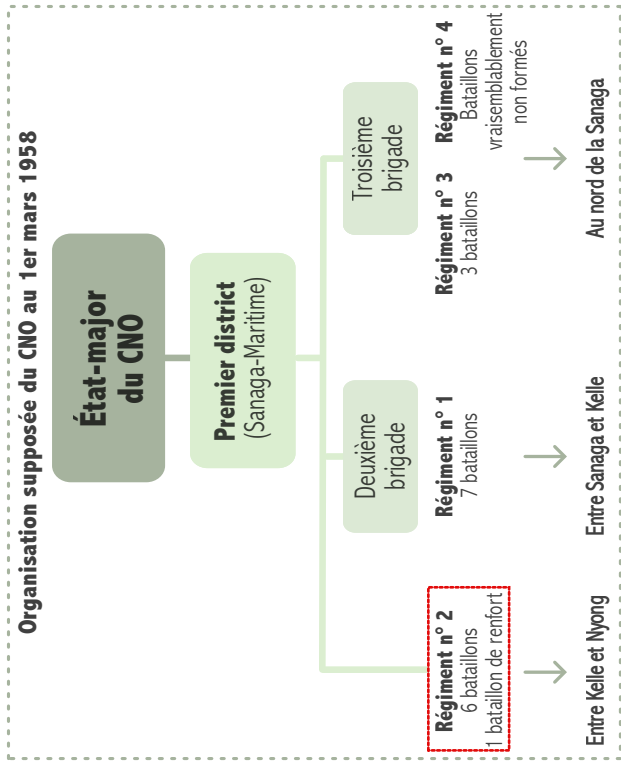 Organisation supposée du CNO au 1er mars 1958
État-major
du CNO
Premier district
(Sanaga-Maritime)
Deuxième
brigade
Troisième
brigade
Régiment n° 2
6 bataillons
1 bataillon de renfort
Régiment n° 1
7 bataillons
Régiment n° 3
3 bataillons
Régiment n° 4
Bataillons
vraisemblablement
non formés
Entre Kelle et Nyong
Entre Sanaga et Kelle
Au nord de la Sanaga